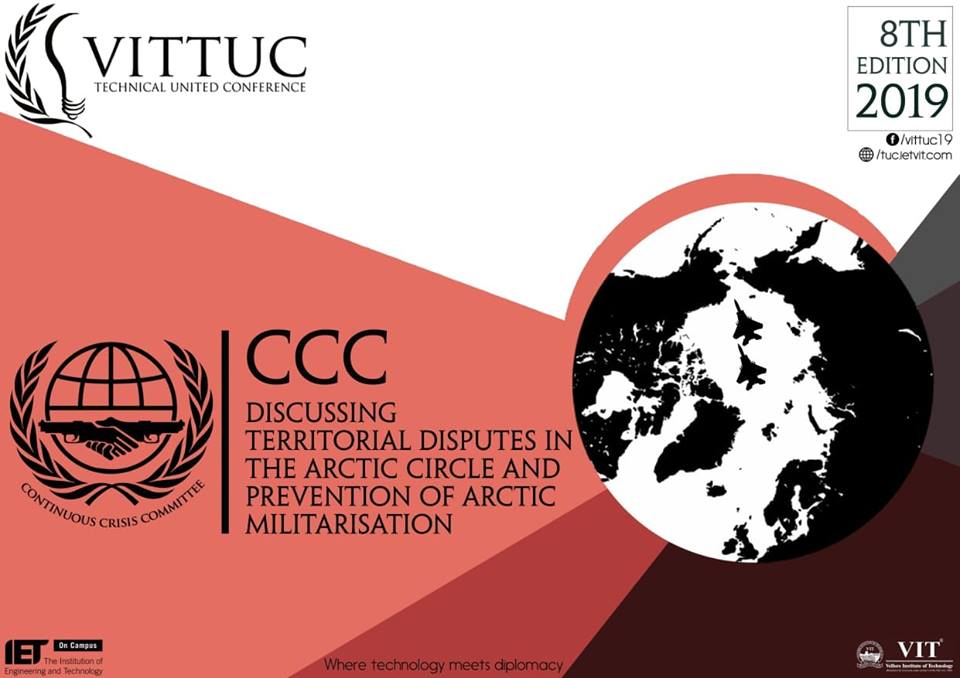 VITTUC
TECHNICAL UNITED CONFERENCE
8TH
EDITION
2019
/vittuc19
/tuc.ietvit.com
CCC
DISCUSSING
TERRITORIAL DISPUTES IN
THE ARCTIC CIRCLE AND
PREVENTION OF ARCTIC
MILITARISATION
CONTINUOUS CRISIS COMMITTEE
IET On Campus
The Institution of
Engineering and Technology
Where technology meets diplomacy
VIT
Vellore Institute of Technology